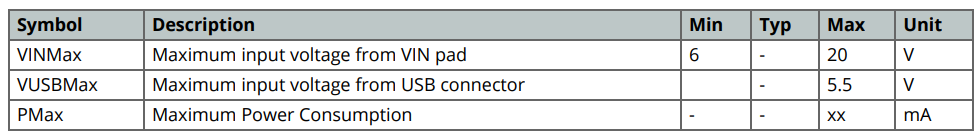 Symbol Description Min Typ Max Unit
VINMax Maximum input voltage from VIN pad 6 - 20 V
VUSBMax Maximum input voltage from USB connector - 5.5 V
PMax Maximum Power Consumption - - xx mA